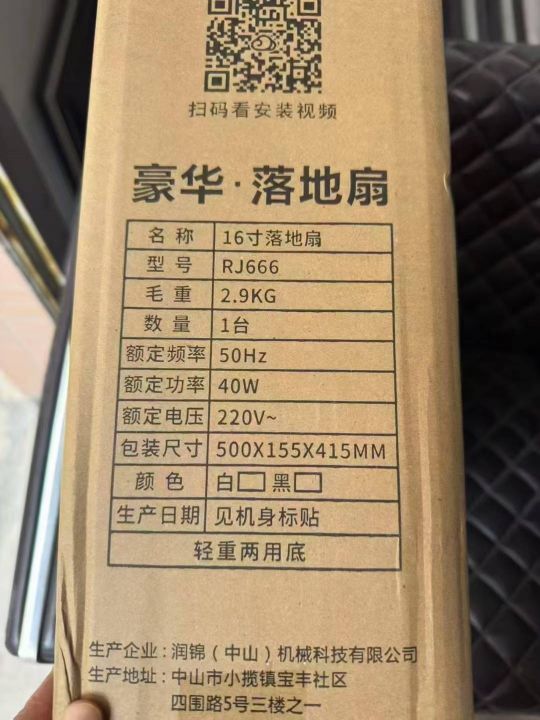 扫码看安装视频
豪华·落地扇
名称 16寸落地扇
型号 RJ666
毛重 2.9KG
数量 1台
额定频率 50Hz
额定功率 40W
额定电压 220V~
包装尺寸 500X155X415MM
颜色 白□ 黑□
生产日期 见机身标贴
轻重两用底
生产企业：润锦（中山）机械科技有限公司
生产地址：中山市小揽镇宝丰社区
四围路5号三楼之一